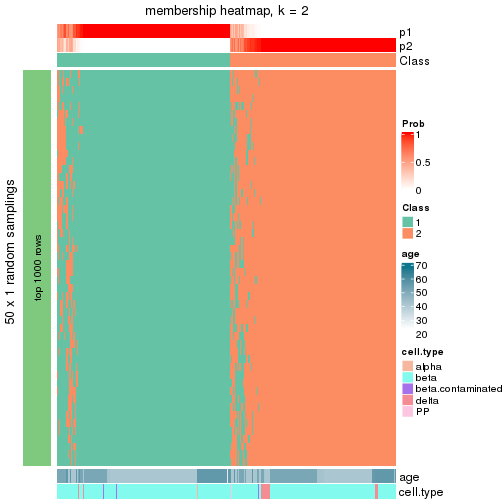 membership heatmap, k = 2
p1
p2
Class
50 x 1 random samplings
top 1000 rows
Prob
1
0.5
0
Class
1
2
age
70
60
50
40
30
20
cell.type
alpha
beta
beta.contaminated
delta
PP
age
cell.type